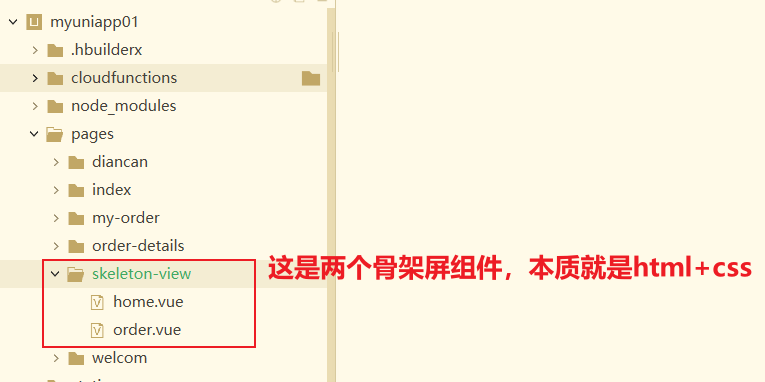 myuniapp01
.hbuilderx
cloudfunctions
node_modules
pages
diancan
index
my-order
order-details
skeleton-view
这是两个骨架屏组件，本质就是html+css
home.vue
order.vue
welcom